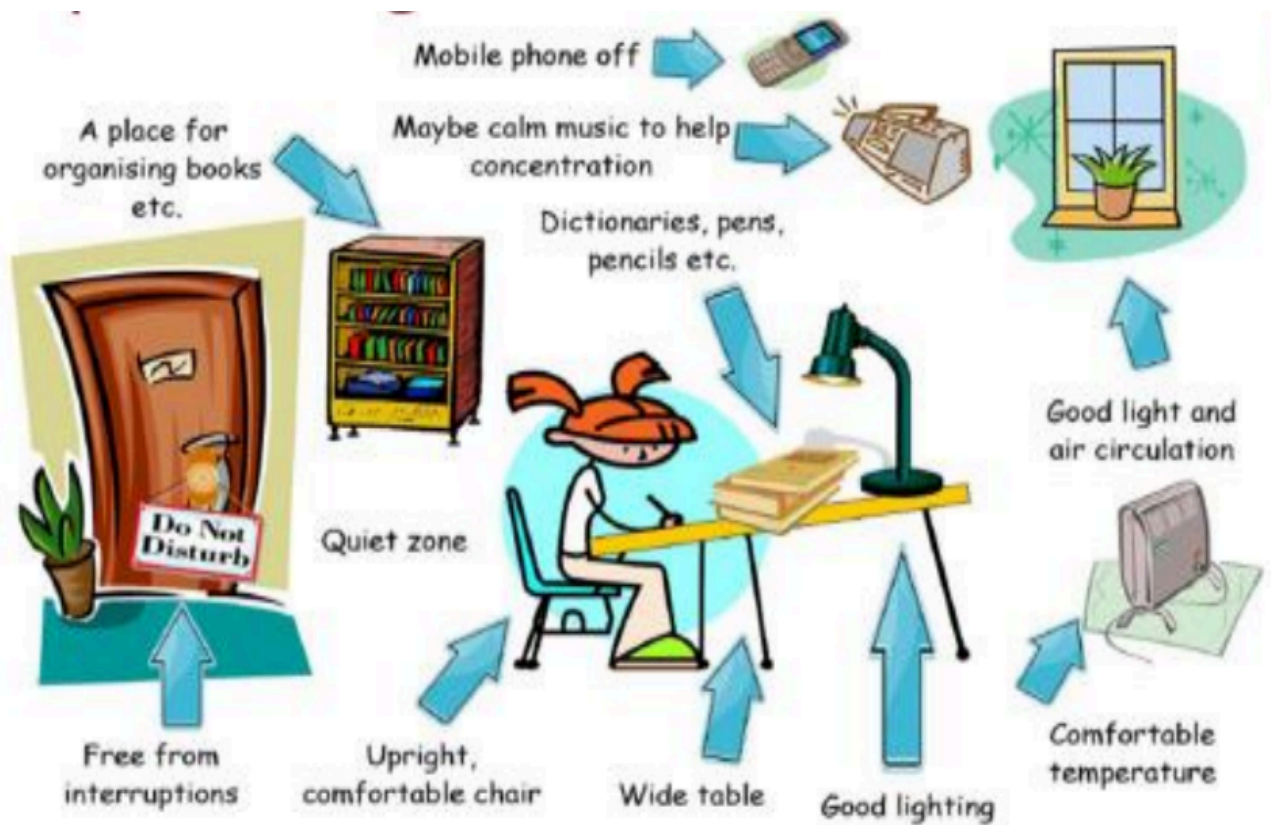 Mobile phone off
Maybe calm music to help
concentration
A place for
organising books
etc.
Dictionaries, pens,
pencils etc.
Good light and
air circulation
Do Not
Disturb
Quiet zone
Free from
interruptions
Upright,
comfortable chair
Wide table
Good lighting
Comfortable
temperature